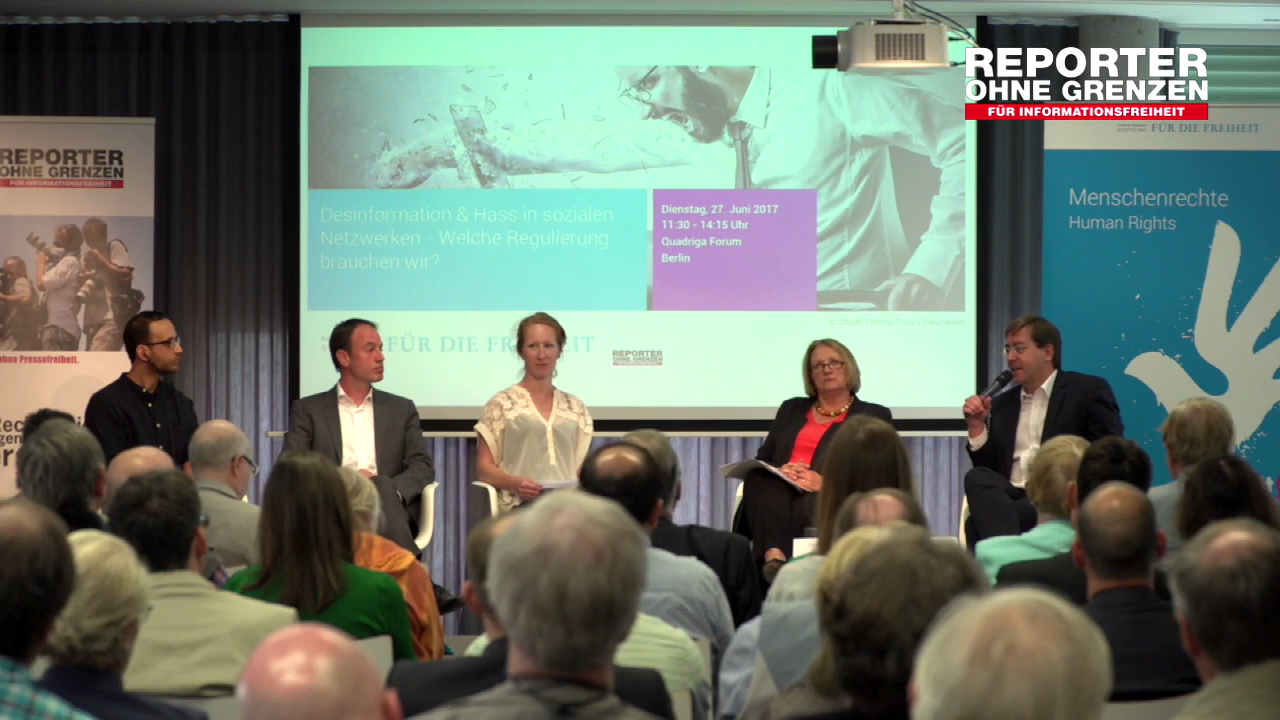 REPORTER
OHNE GRENZEN
FÜR INFORMATIONSFREIHEIT
FÜR DIE FREIHEIT
Menschenrechte
Human Rights
REPORTER
OHNE GRENZEN
FÜR INFORMATIONSFREIHEIT
ohne Pressefreiheit.
Desinformation & Hass in sozialen
Netzwerken - Welche Regulierung
brauchen wir?
Dienstag, 27. Juni 2017
11:30 - 14:15 Uhr
Quadriga Forum
Berlin
FÜR DIE FREIHEIT
REPORTER
OHNE GRENZEN